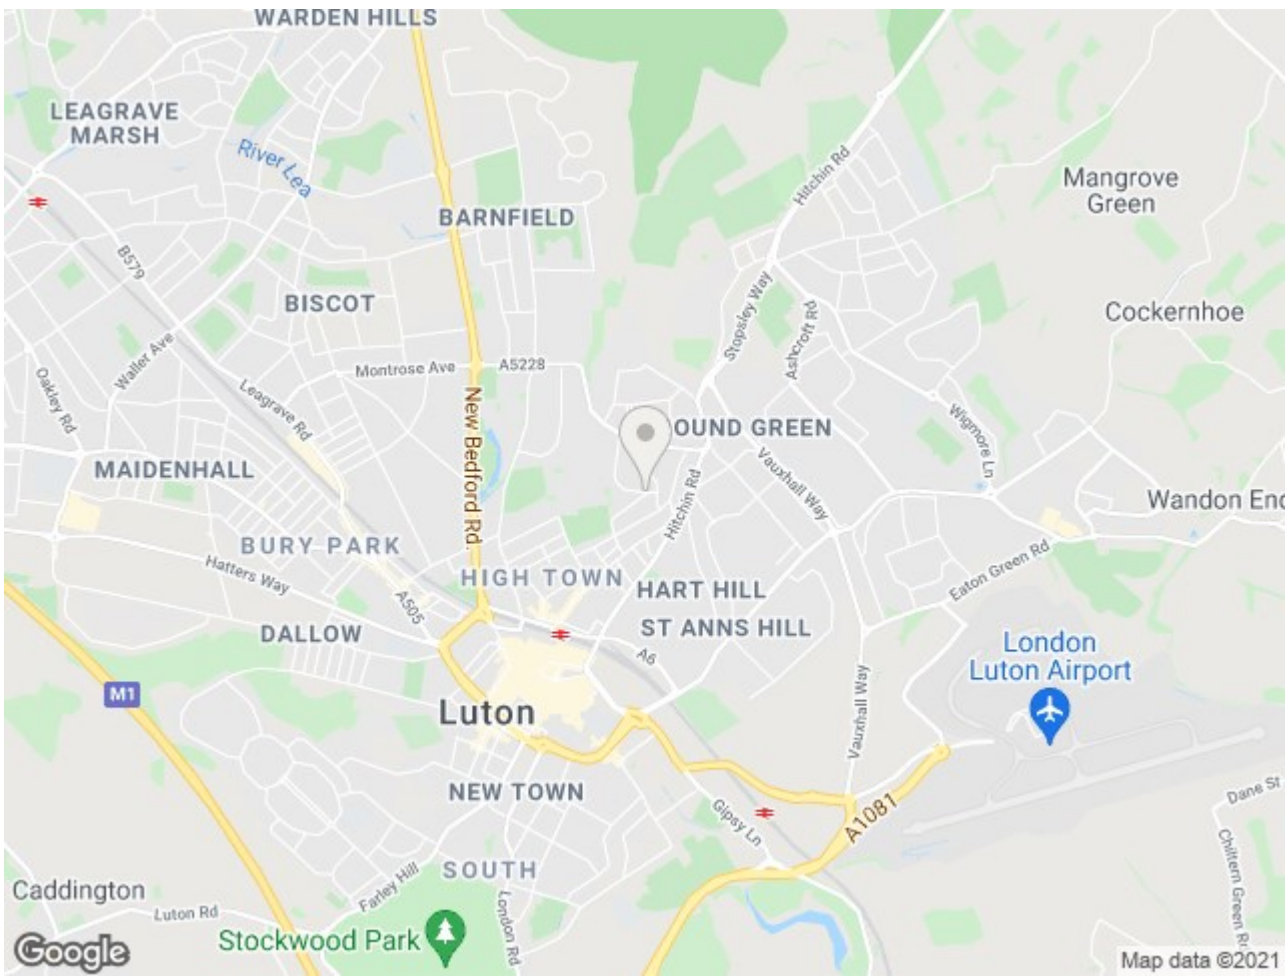 WARDEN HILLS
LEAGRAVE
MARSH
River Lea
Hitchin Rd
Mangrove
Green
BARNFIELD
B579
BISCOT
Stopsley Way
Ashcroft Rd
Cockernhoe
Waller Ave
Montrose Ave
A5228
Oakley Rd
Leagrave Rd
New Bedford Rd.
OUND GREEN
Wigmore Ln
MAIDENHALL
Hitchin Rd
Vauxhall Way
Wandon End
BURY PARK
Hatters Way
A505
HIGH TOWN
HART HILL
Eaton Green Rd
DALLOW
ST ANNS HILL
A6
London
Luton Airport
M1
Luton
Vauxhall Way
NEW TOWN
Gipsy Ln
A1081
Dane St
SOUTH
Chiltern Green Rd
Caddington
Farley Hill
Luton Rd
London Rd
Stockwood Park
Google
Map data ©2021